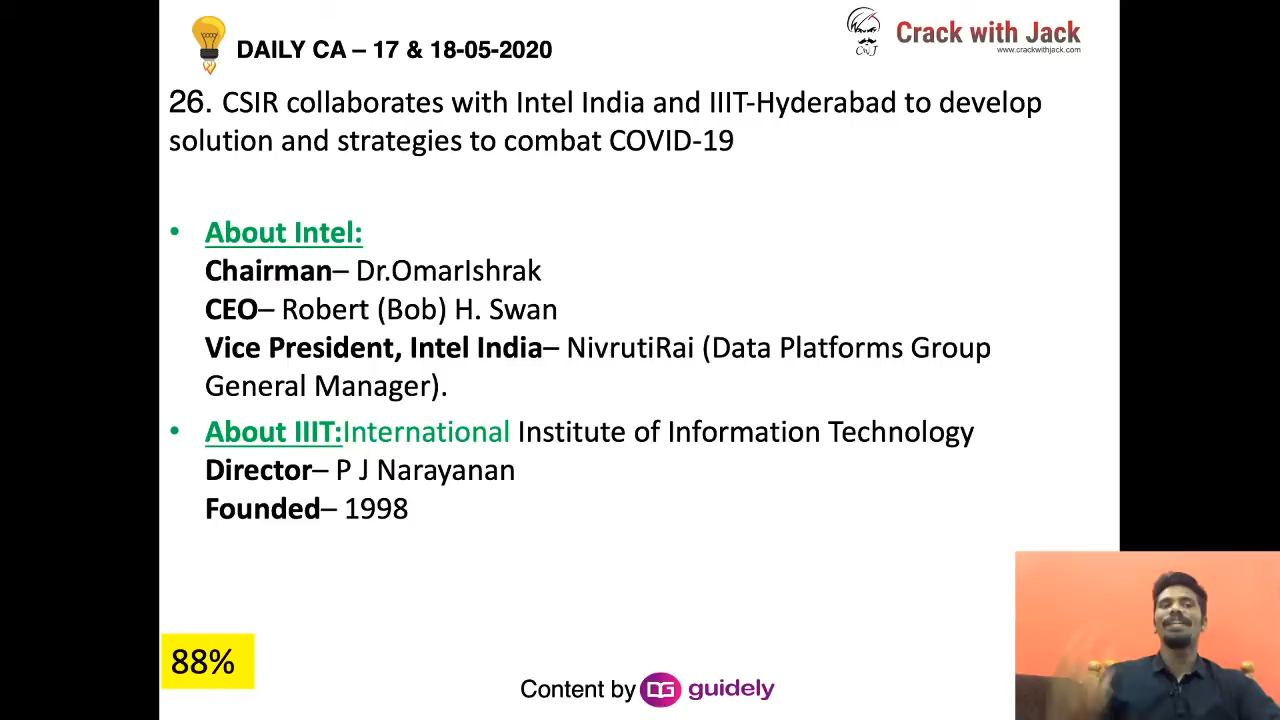 DAILY CA – 17 & 18-05-2020
CWJ
Crack with Jack
www.crackwithjack.com
26. CSIR collaborates with Intel India and IIIT-Hyderabad to develop
solution and strategies to combat COVID-19
• About Intel:
Chairman– Dr.OmarIshrak
CEO– Robert (Bob) H. Swan
Vice President, Intel India– NivrutiRai (Data Platforms Group
General Manager).
• About IIIT:International Institute of Information Technology
Director– P J Narayanan
Founded– 1998
88%
Content by DG guidely